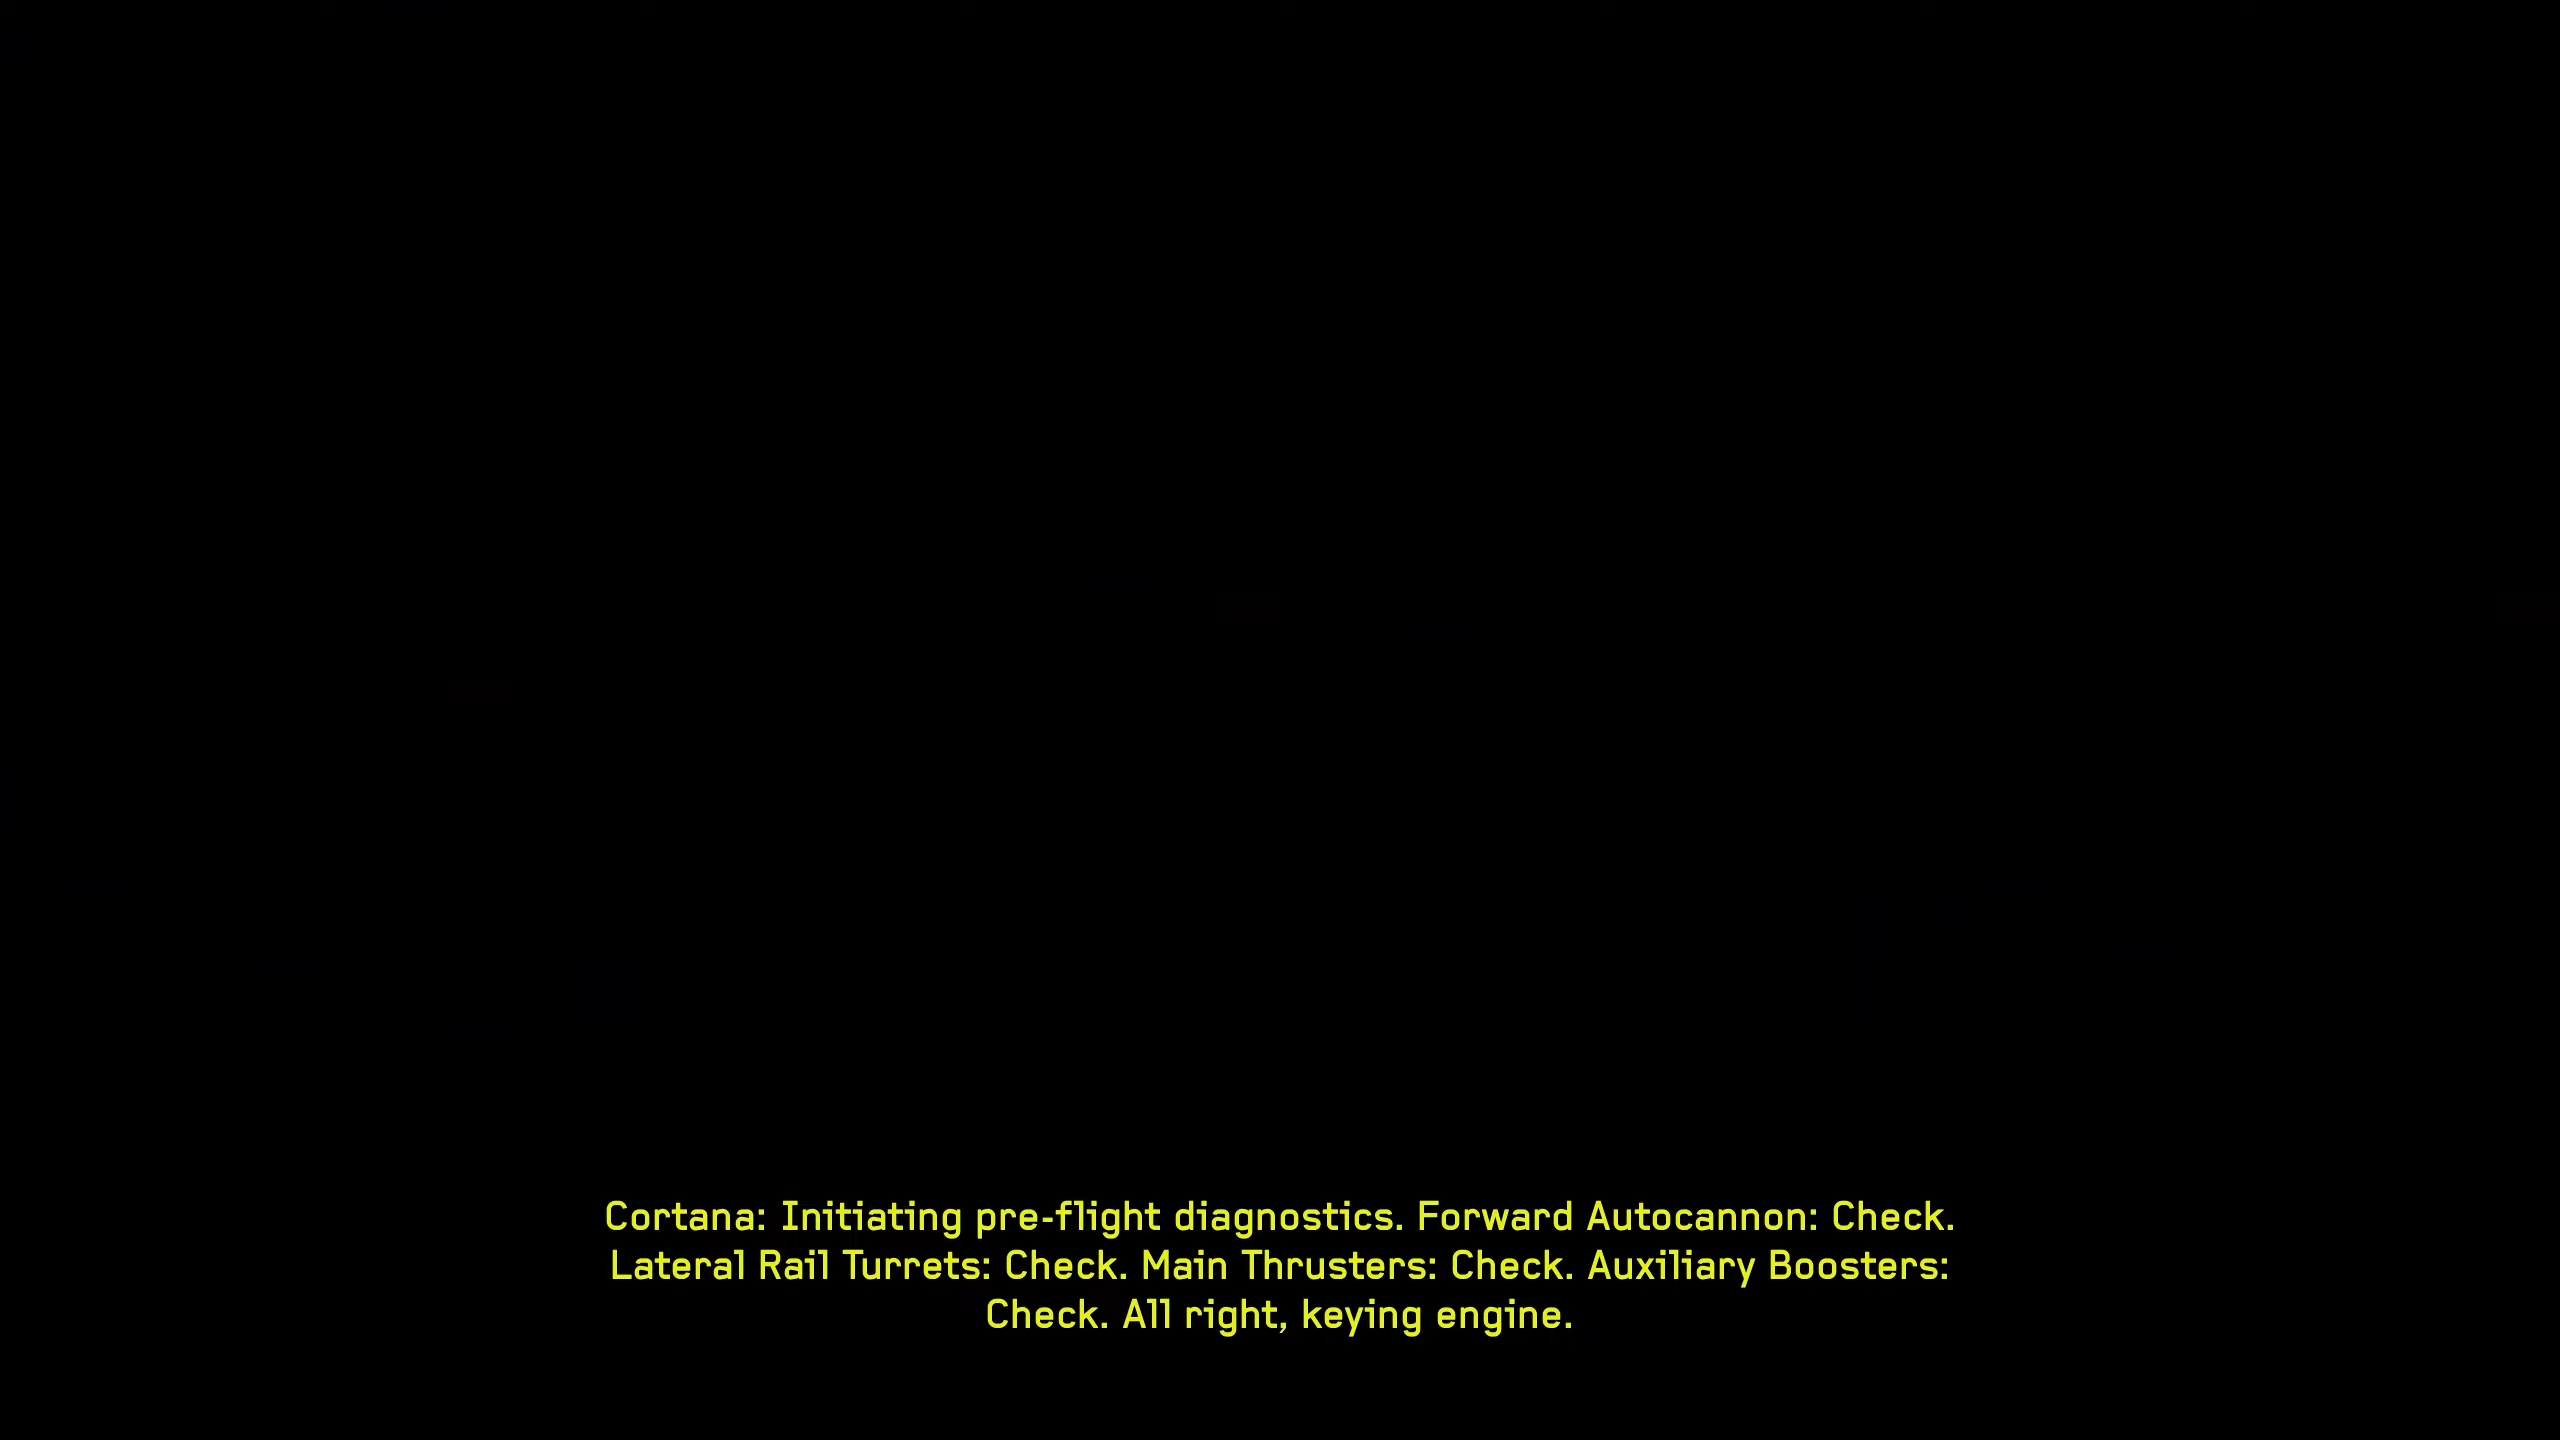 Cortana: Initiating pre-flight diagnostics. Forward Autocannon: Check.
Lateral Rail Turrets: Check. Main Thrusters: Check. Auxiliary Boosters:
Check. All right, keying engine.